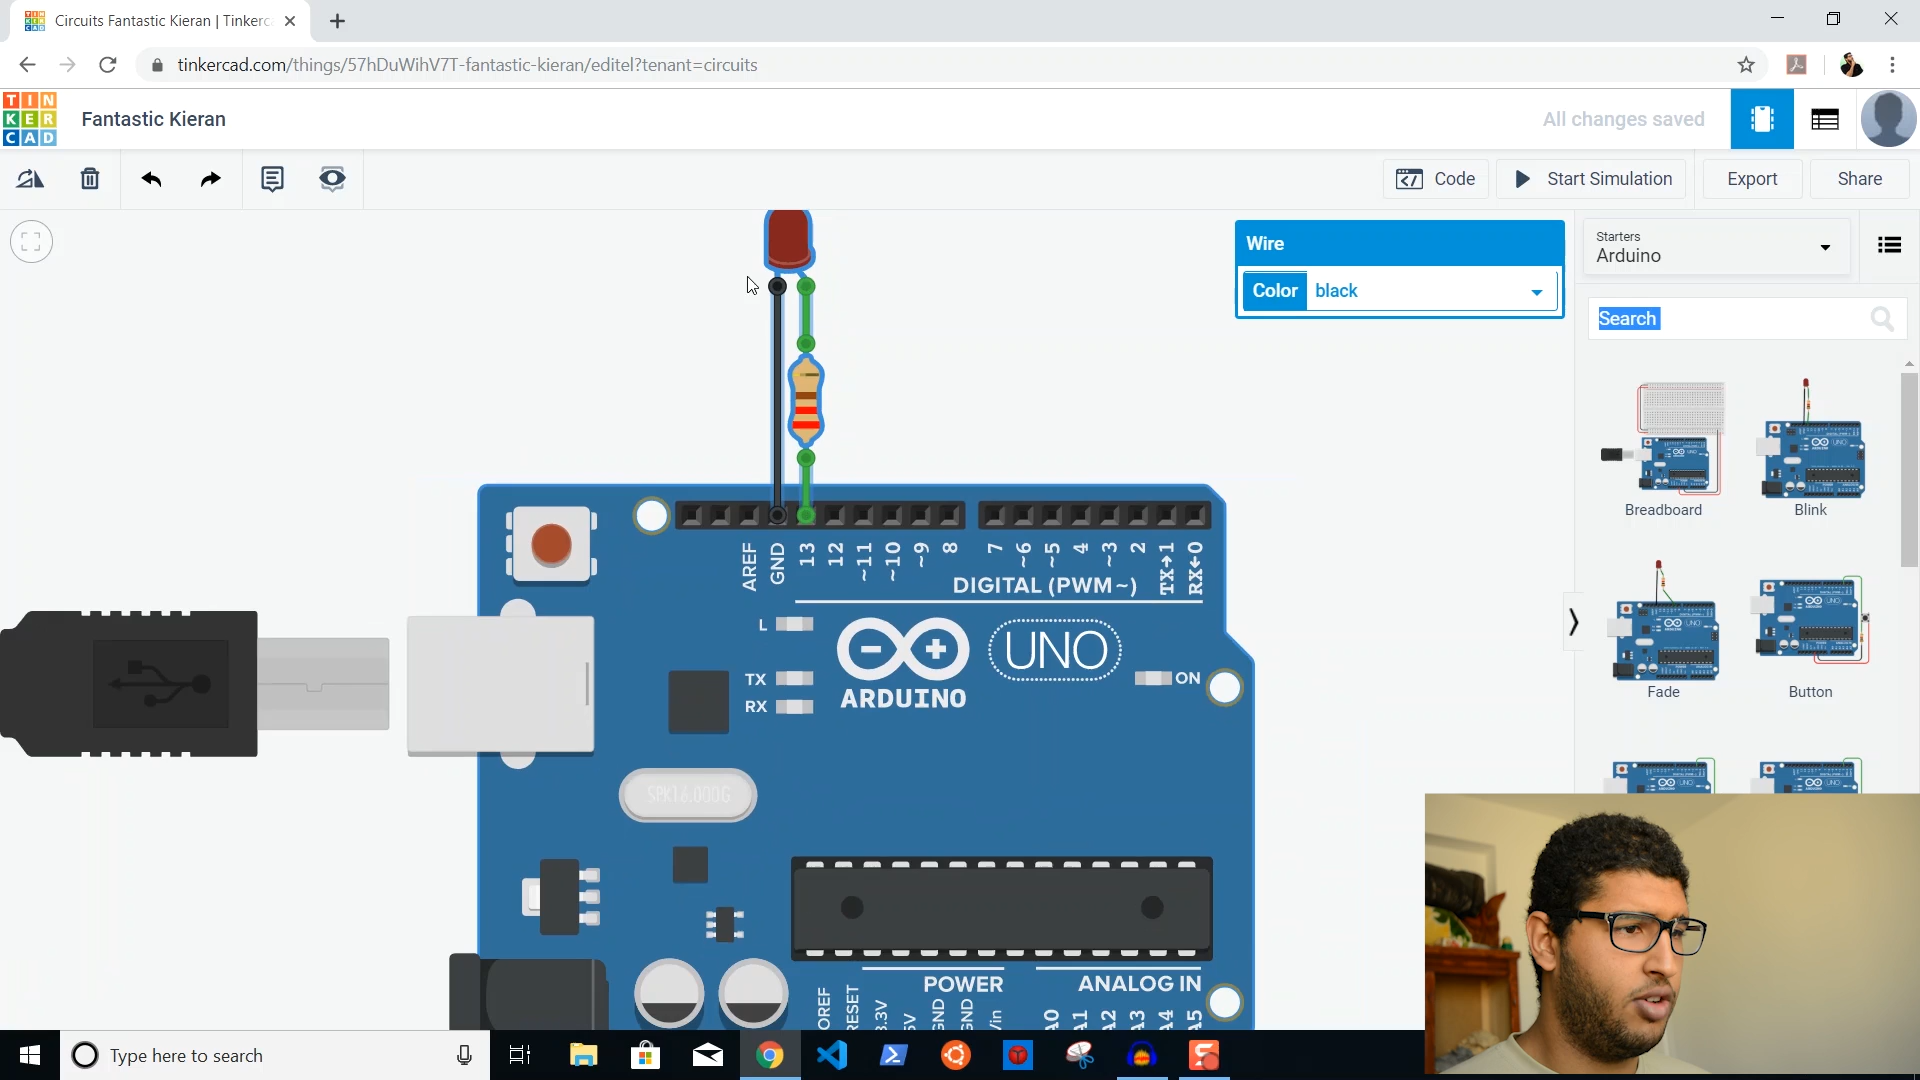 Circuits Fantastic Kieran | Tinkerc
tinkercad.com/things/57hDuWihV7T-fantastic-kieran/editel?tenant=circuits
TIN
KER
CAD
Fantastic Kieran
All changes saved
Code
Start Simulation
Export
Share
Wire
Color
black
Starters
Arduino
Search
Breadboard
Blink
Fade
Button
AREF
GND
13
12
~11
~10
~9
8
7
~6
~5
4
~3
2
TX→1
RX←0
DIGITAL (PWM~)
L
TX
RX
ARDUINO
UNO
ON
SPK16.000G
POWER
ANALOG IN
RESET
3.3V
5V
GND
GND
Vin
A0
A1
A2
A3
A4
A5
Type here to search